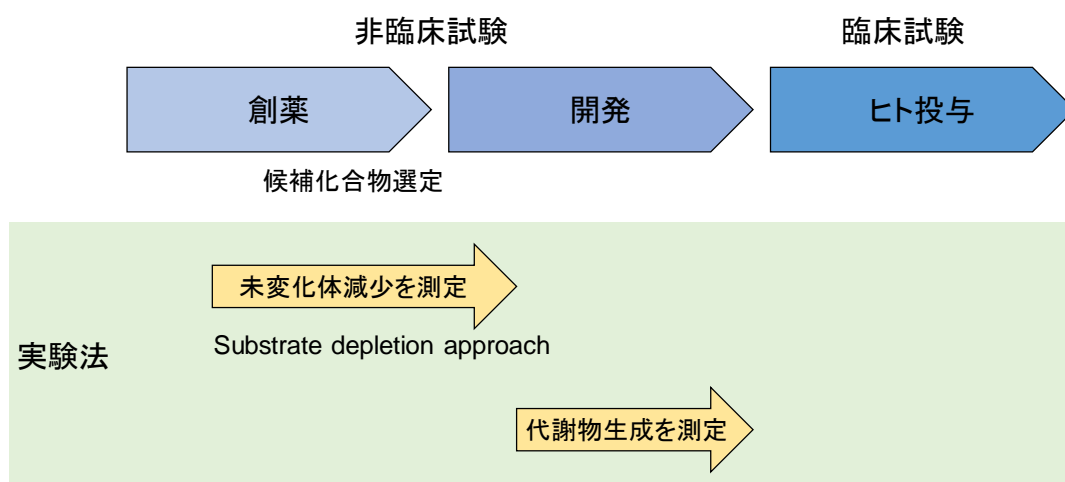 非臨床試験
臨床試験
創薬
開発
ヒト投与
候補化合物選定
未変化体減少を測定
Substrate depletion approach
実験法
代謝物生成を測定